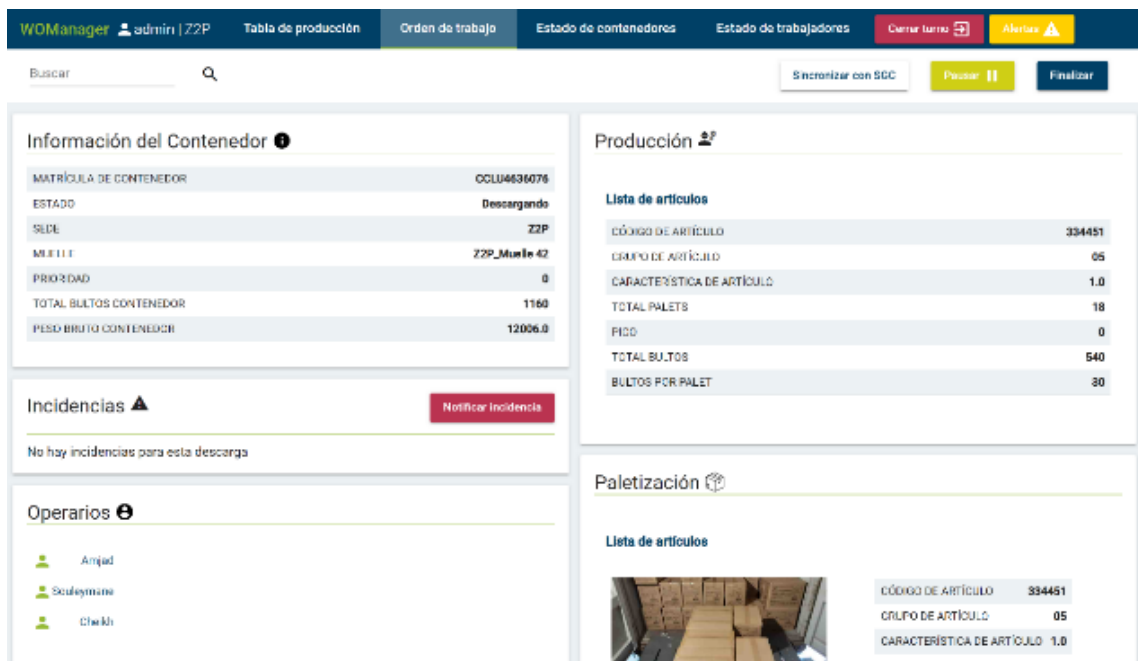 WOManager admin | Z2P Tabla de producción Orden de trabajo Estado de contenedores Estado de trabajadores Cerrar turno Alertas
Buscar Sincronizar con SGC Pausar Finalizar
Información del Contenedor
MATRÍCULA DE CONTENEDOR CCLU4636076
ESTADO Descargando
SEDE Z2P
MUELLE Z2P_Muelle 42
PRIORIDAD 0
TOTAL BULTOS CONTENEDOR 1160
PESO BRUTO CONTENEDOR 12006.0
Incidencias Notificar incidencia
No hay incidencias para esta descarga
Operarios
Amjad
Souleymane
Cheikh
Producción
Lista de artículos
CÓDIGO DE ARTÍCULO 334451
GRUPO DE ARTÍCULO 05
CARACTERÍSTICA DE ARTÍCULO 1.0
TOTAL PALETS 18
PICO 0
TOTAL BULTOS 540
BULTOS POR PALET 30
Paletización
Lista de artículos
CÓDIGO DE ARTÍCULO 334451
GRUPO DE ARTÍCULO 05
CARACTERÍSTICA DE ARTÍCULO 1.0